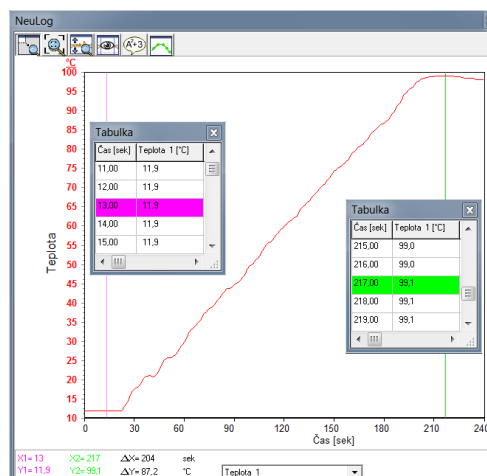 NeuLog
A+3
°C
100
95
90
85
80
75
70
65
60
55
50
45
40
35
30
25
20
15
10
Teplota
Tabulka
Čas [sek] Teplota 1 [°C]
11,00 11,9
12,00 11,9
13,00 11,9
14,00 11,9
15,00 11,9
Tabulka
Čas [sek] Teplota 1 [°C]
215,00 99,0
216,00 99,0
217,00 99,1
218,00 99,1
219,00 99,1
0 30 60 90 120 150 180 210 240
Čas [sek]
X1= 13 X2= 217 ΔX= 204 sek
Y1= 11,9 Y2= 99,1 ΔY= 87,2 °C Teplota 1